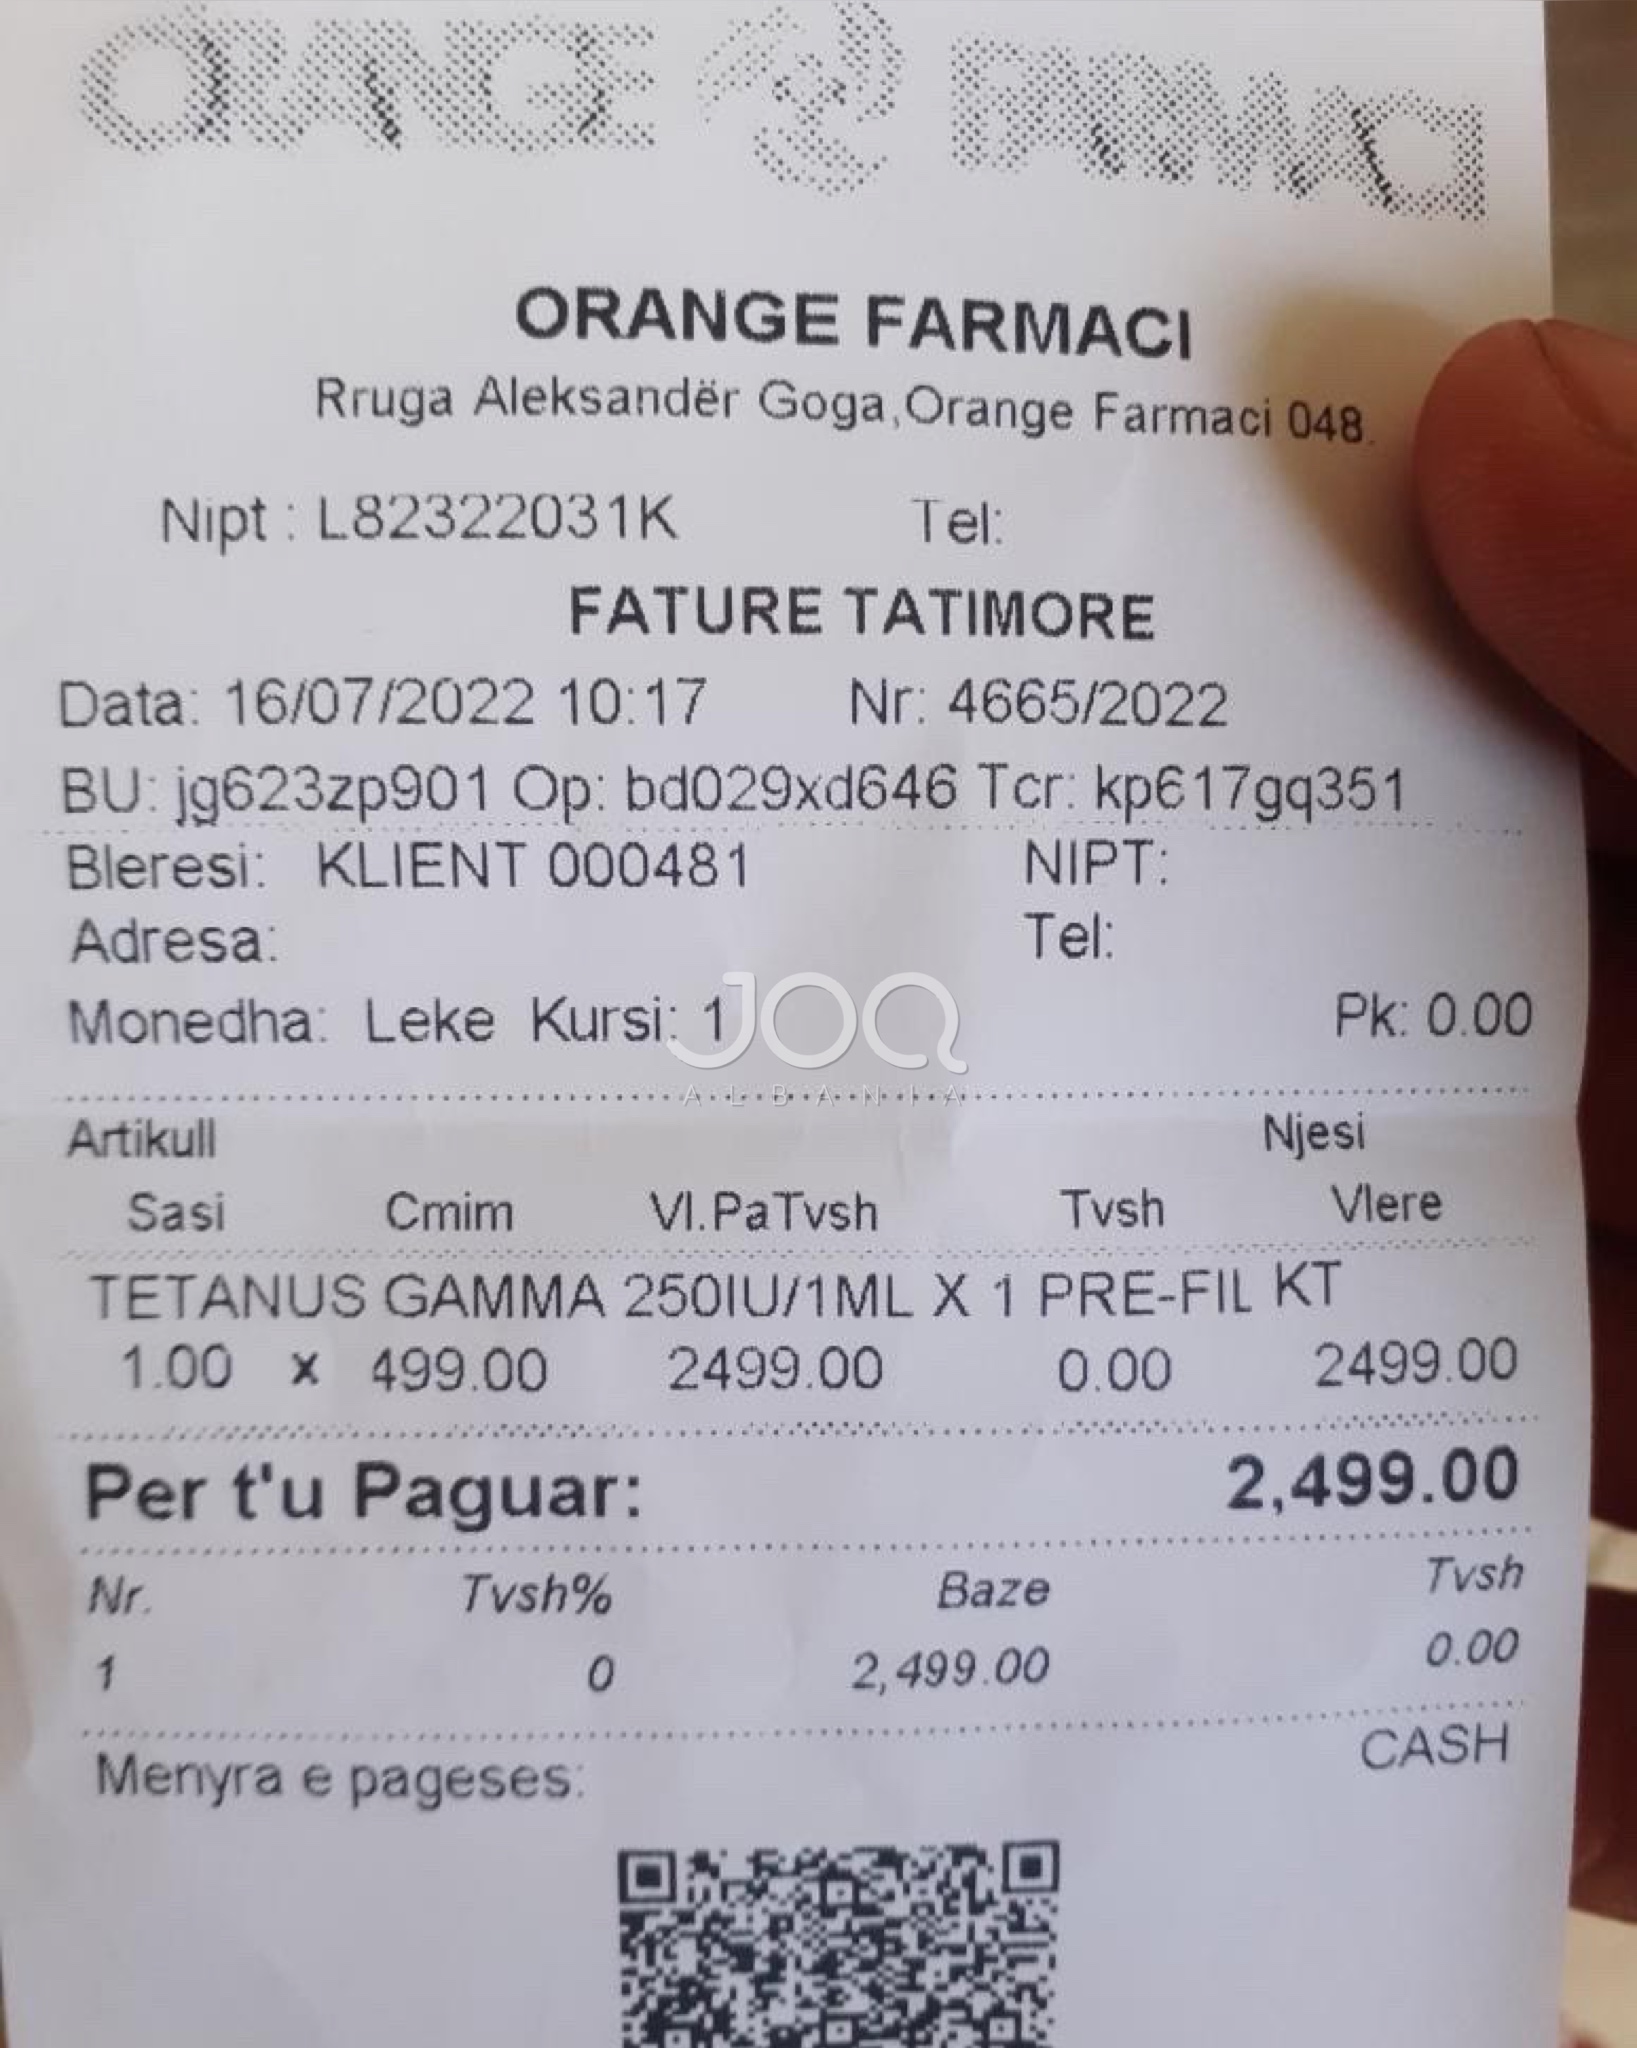 ORANGE FARMACI
ORANGE FARMACI
Rruga Aleksandër Goga,Orange Farmaci 048.
Nipt : L82322031K Tel:
FATURE TATIMORE
Data: 16/07/2022 10:17 Nr: 4665/2022
BU: jg623zp901 Op: bd029xd646 Tcr: kp617gq351
Bleresi: KLIENT 000481 NIPT:
Adresa: Tel:
Monedha: Leke Kursi: 1 Pk: 0.00
JOQ
ALBANIA
Artikull Njesi
Sasi Cmim Vl.PaTvsh Tvsh Vlere
TETANUS GAMMA 250IU/1ML X 1 PRE-FIL KT
1.00 x 499.00 2499.00 0.00 2499.00
Per t'u Paguar: 2,499.00
Nr. Tvsh% Baze Tvsh
1 0 2,499.00 0.00
Menyra e pageses: CASH